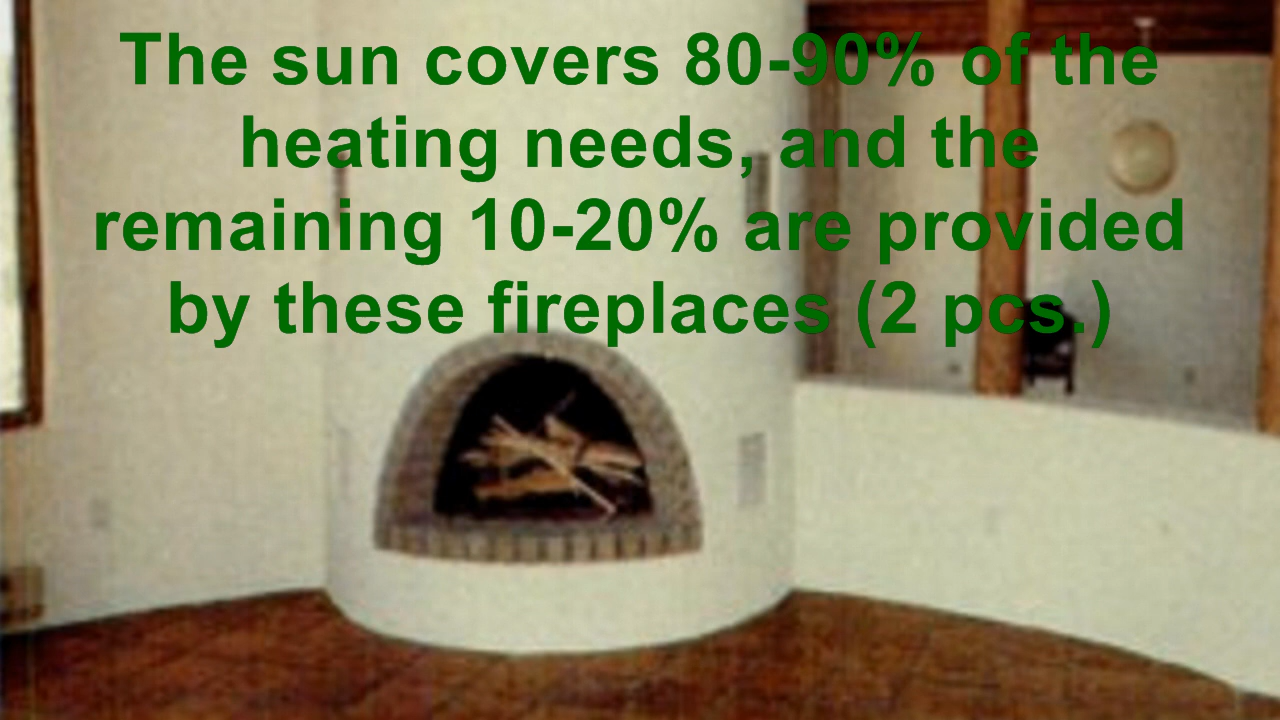 The sun covers 80-90% of the
heating needs, and the
remaining 10-20% are provided
by these fireplaces (2 pcs.)